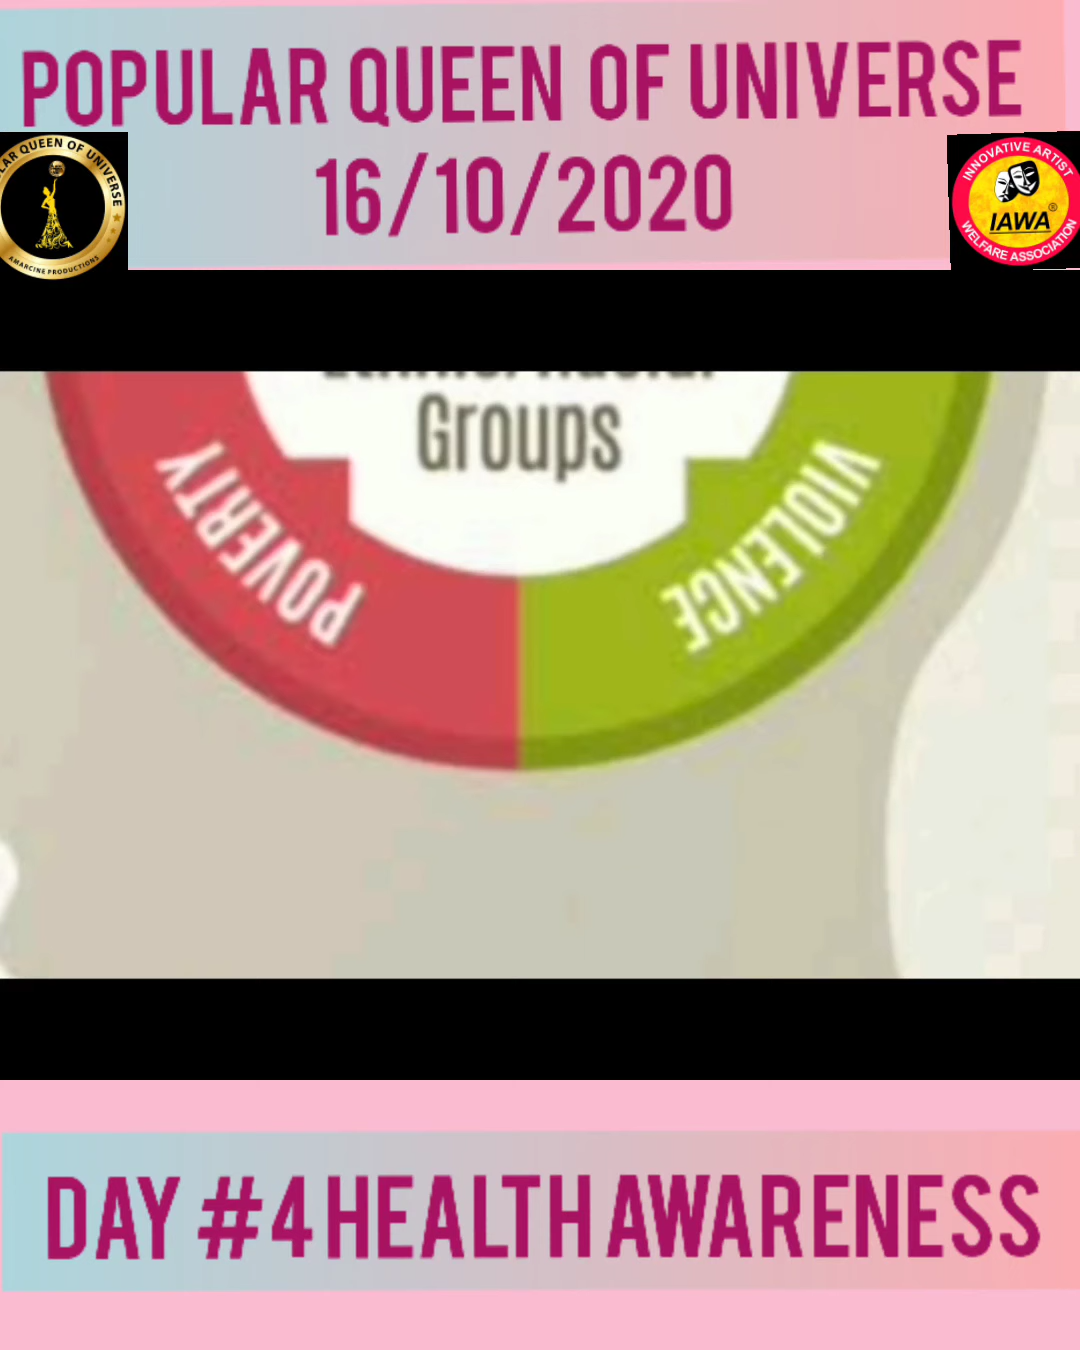 POPULAR QUEEN OF UNIVERSE
16/10/2020
LAR QUEEN OF UNIVERSE
AMARCINE PRODUCTIONS
INNOVATIVE ARTIST
IAWA®
WELFARE ASSOCIATION
Groups
POVERTY
VIOLENCE
DAY #4 HEALTH AWARENESS